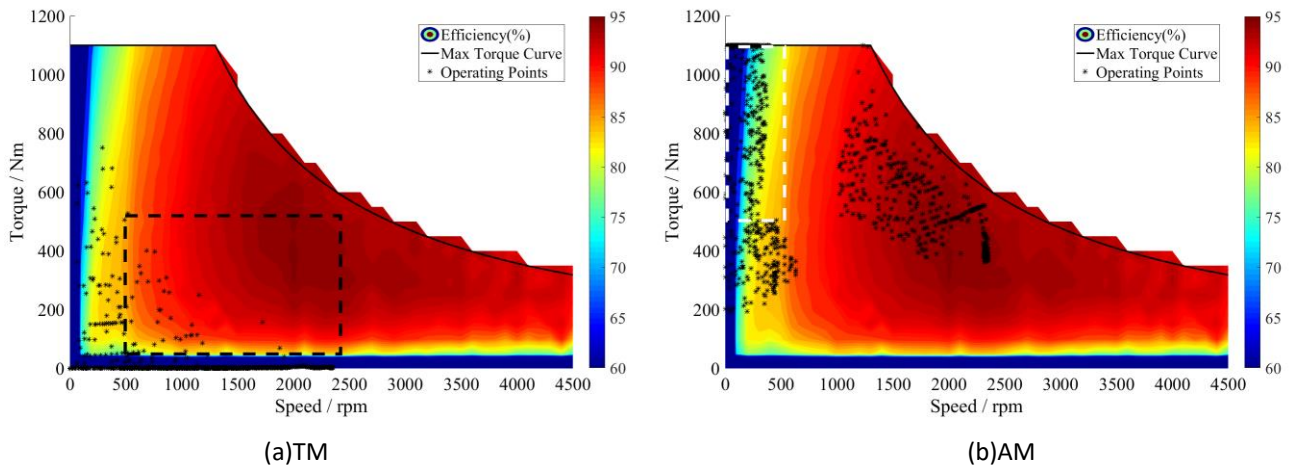 1200
1000
800
600
400
200
0
Torque / Nm
0 500 1000 1500 2000 2500 3000 3500 4000 4500
Speed / rpm
Efficiency(%)
Max Torque Curve
Operating Points
95
90
85
80
75
70
65
60
(a)TM
1200
1000
800
600
400
200
0
Torque / Nm
0 500 1000 1500 2000 2500 3000 3500 4000 4500
Speed / rpm
Efficiency(%)
Max Torque Curve
Operating Points
95
90
85
80
75
70
65
60
(b)AM